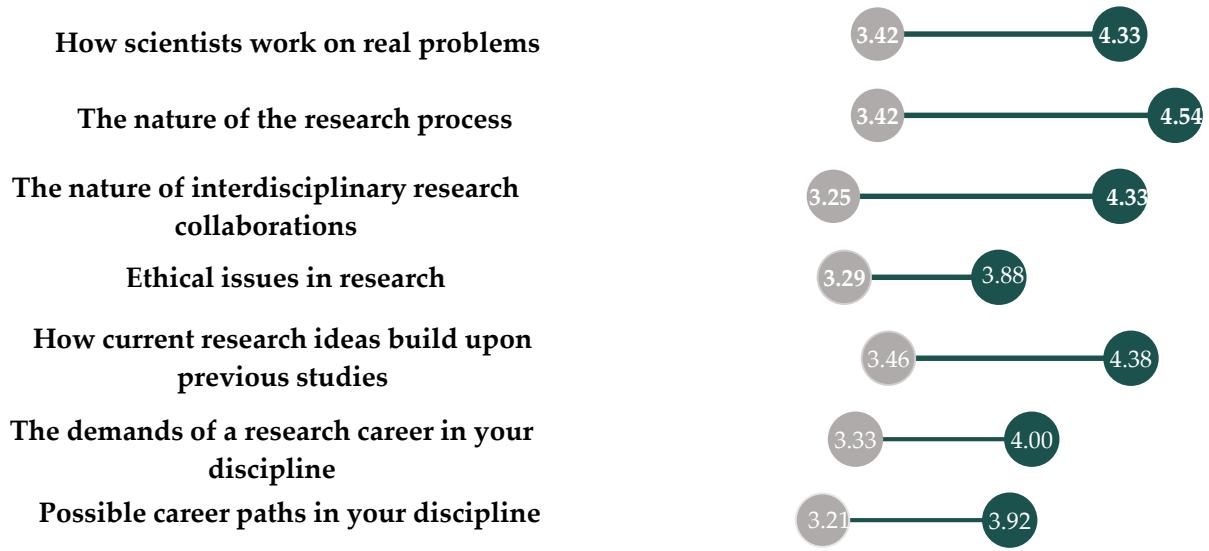 How scientists work on real problems 3.42 4.33
The nature of the research process 3.42 4.54
The nature of interdisciplinary research
collaborations 3.25 4.33
Ethical issues in research 3.29 3.88
How current research ideas build upon
previous studies 3.46 4.38
The demands of a research career in your
discipline 3.33 4.00
Possible career paths in your discipline 3.21 3.92